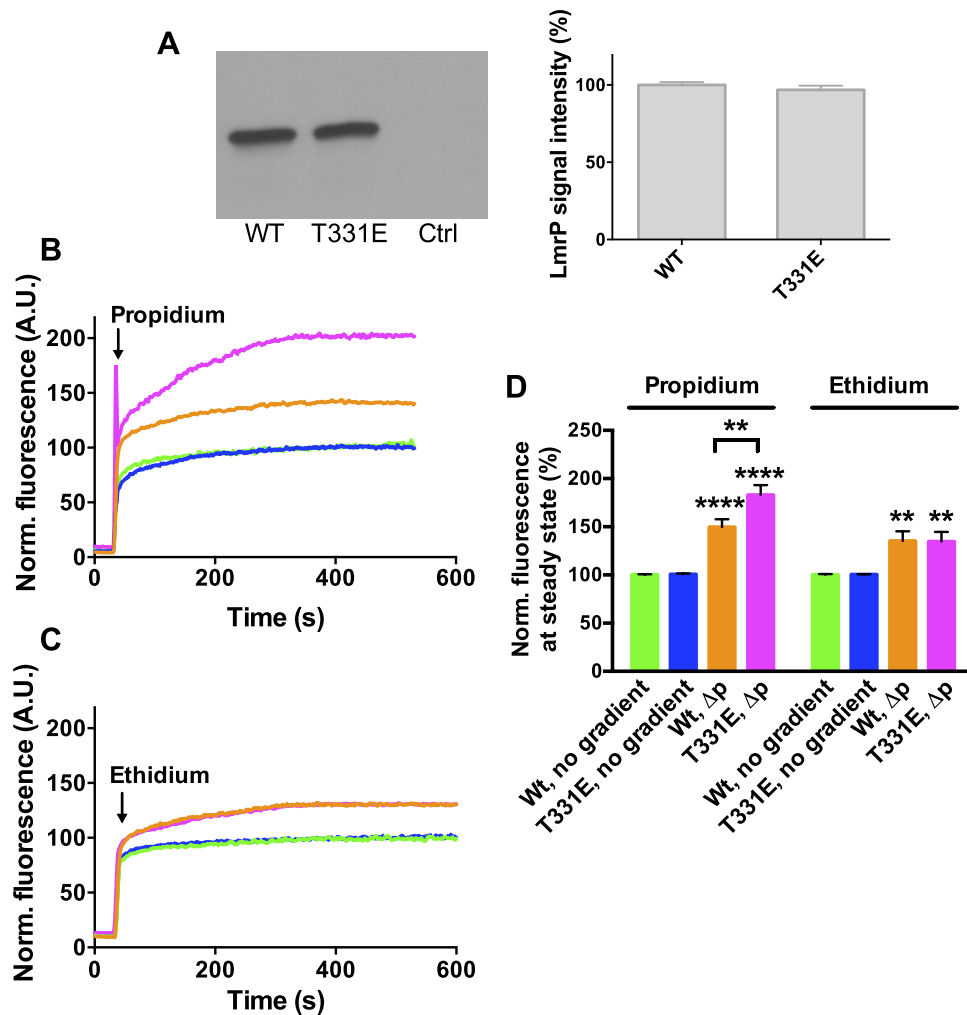 A
WT T331E Ctrl
LmrP signal intensity (%)
100
50
0
WT
T331E
B
Norm. fluorescence (A.U.)
Propidium
200
150
100
50
0
0 200 400 600
Time (s)
C
Norm. fluorescence (A.U.)
Ethidium
200
150
100
50
0
0 200 400 600
Time (s)
D
Propidium Ethidium
Norm. fluorescence
at steady state (%)
250
200
150
100
50
0
**
**** **** ** **
Wt, no gradient
T331E, no gradient
Wt, Δp
T331E, Δp
Wt, no gradient
T331E, no gradient
Wt, Δp
T331E, Δp